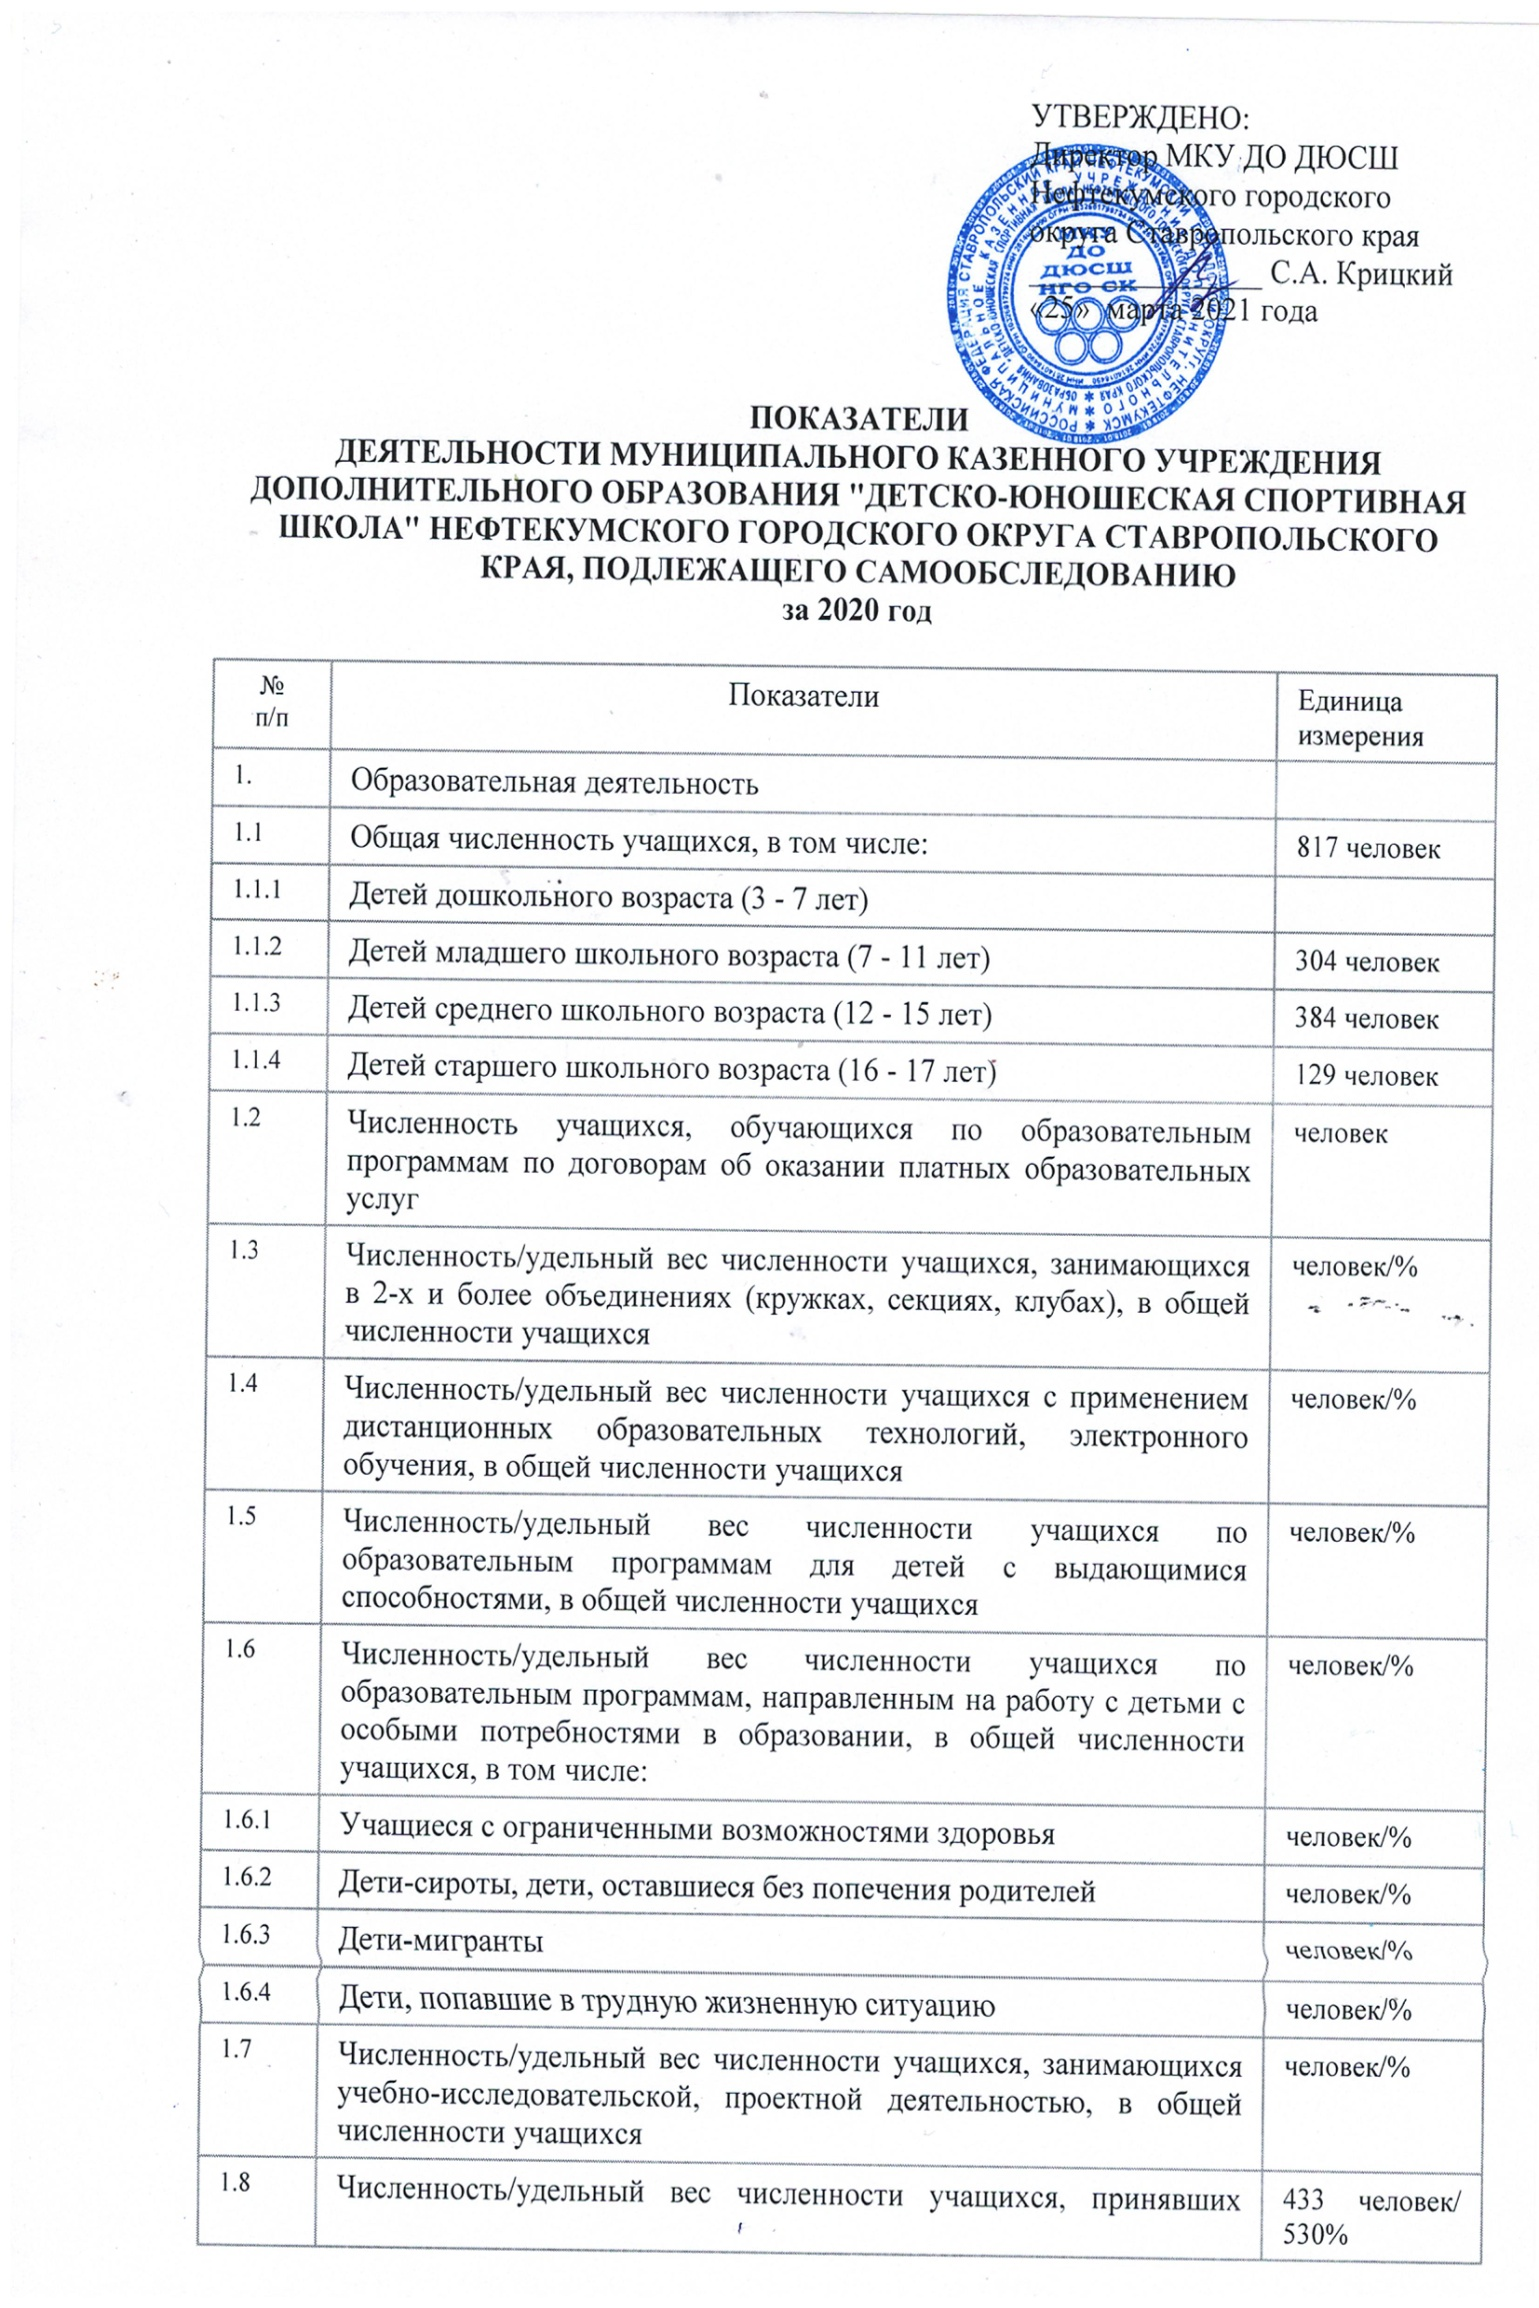 УТВЕРЖДЕНО:
Директор МКУ ДО ДЮСШ
Нефтекумского городского
округа Ставропольского края
С.А. Крицкий
«25» марта 2021 года
МКУ
ДО
ДЮСШ
НГО СК
ПОКАЗАТЕЛИ
ДЕЯТЕЛЬНОСТИ МУНИЦИПАЛЬНОГО КАЗЕННОГО УЧРЕЖДЕНИЯ
ДОПОЛНИТЕЛЬНОГО ОБРАЗОВАНИЯ "ДЕТСКО-ЮНОШЕСКАЯ СПОРТИВНАЯ
ШКОЛА" НЕФТЕКУМСКОГО ГОРОДСКОГО ОКРУГА СТАВРОПОЛЬСКОГО
КРАЯ, ПОДЛЕЖАЩЕГО САМООБСЛЕДОВАНИЮ
за 2020 год
№
п/п
Показатели
Единица
измерения
1.
Образовательная деятельность
1.1
Общая численность учащихся, в том числе:
817 человек
1.1.1
Детей дошкольного возраста (3 - 7 лет)
1.1.2
Детей младшего школьного возраста (7 - 11 лет)
304 человек
1.1.3
Детей среднего школьного возраста (12 - 15 лет)
384 человек
1.1.4
Детей старшего школьного возраста (16 - 17 лет)
129 человек
1.2
Численность учащихся, обучающихся по образовательным
программам по договорам об оказании платных образовательных
услуг
человек
1.3
Численность/удельный вес численности учащихся, занимающихся
в 2-х и более объединениях (кружках, секциях, клубах), в общей
численности учащихся
человек/%
1.4
Численность/удельный вес численности учащихся с применением
дистанционных образовательных технологий, электронного
обучения, в общей численности учащихся
человек/%
1.5
Численность/удельный вес численности учащихся по
образовательным программам для детей с выдающимися
способностями, в общей численности учащихся
человек/%
1.6
Численность/удельный вес численности учащихся по
образовательным программам, направленным на работу с детьми с
особыми потребностями в образовании, в общей численности
учащихся, в том числе:
человек/%
1.6.1
Учащиеся с ограниченными возможностями здоровья
человек/%
1.6.2
Дети-сироты, дети, оставшиеся без попечения родителей
человек/%
1.6.3
Дети-мигранты
человек/%
1.6.4
Дети, попавшие в трудную жизненную ситуацию
человек/%
1.7
Численность/удельный вес численности учащихся, занимающихся
учебно-исследовательской, проектной деятельностью, в общей
численности учащихся
человек/%
1.8
Численность/удельный вес численности учащихся, принявших
433 человек/
530%